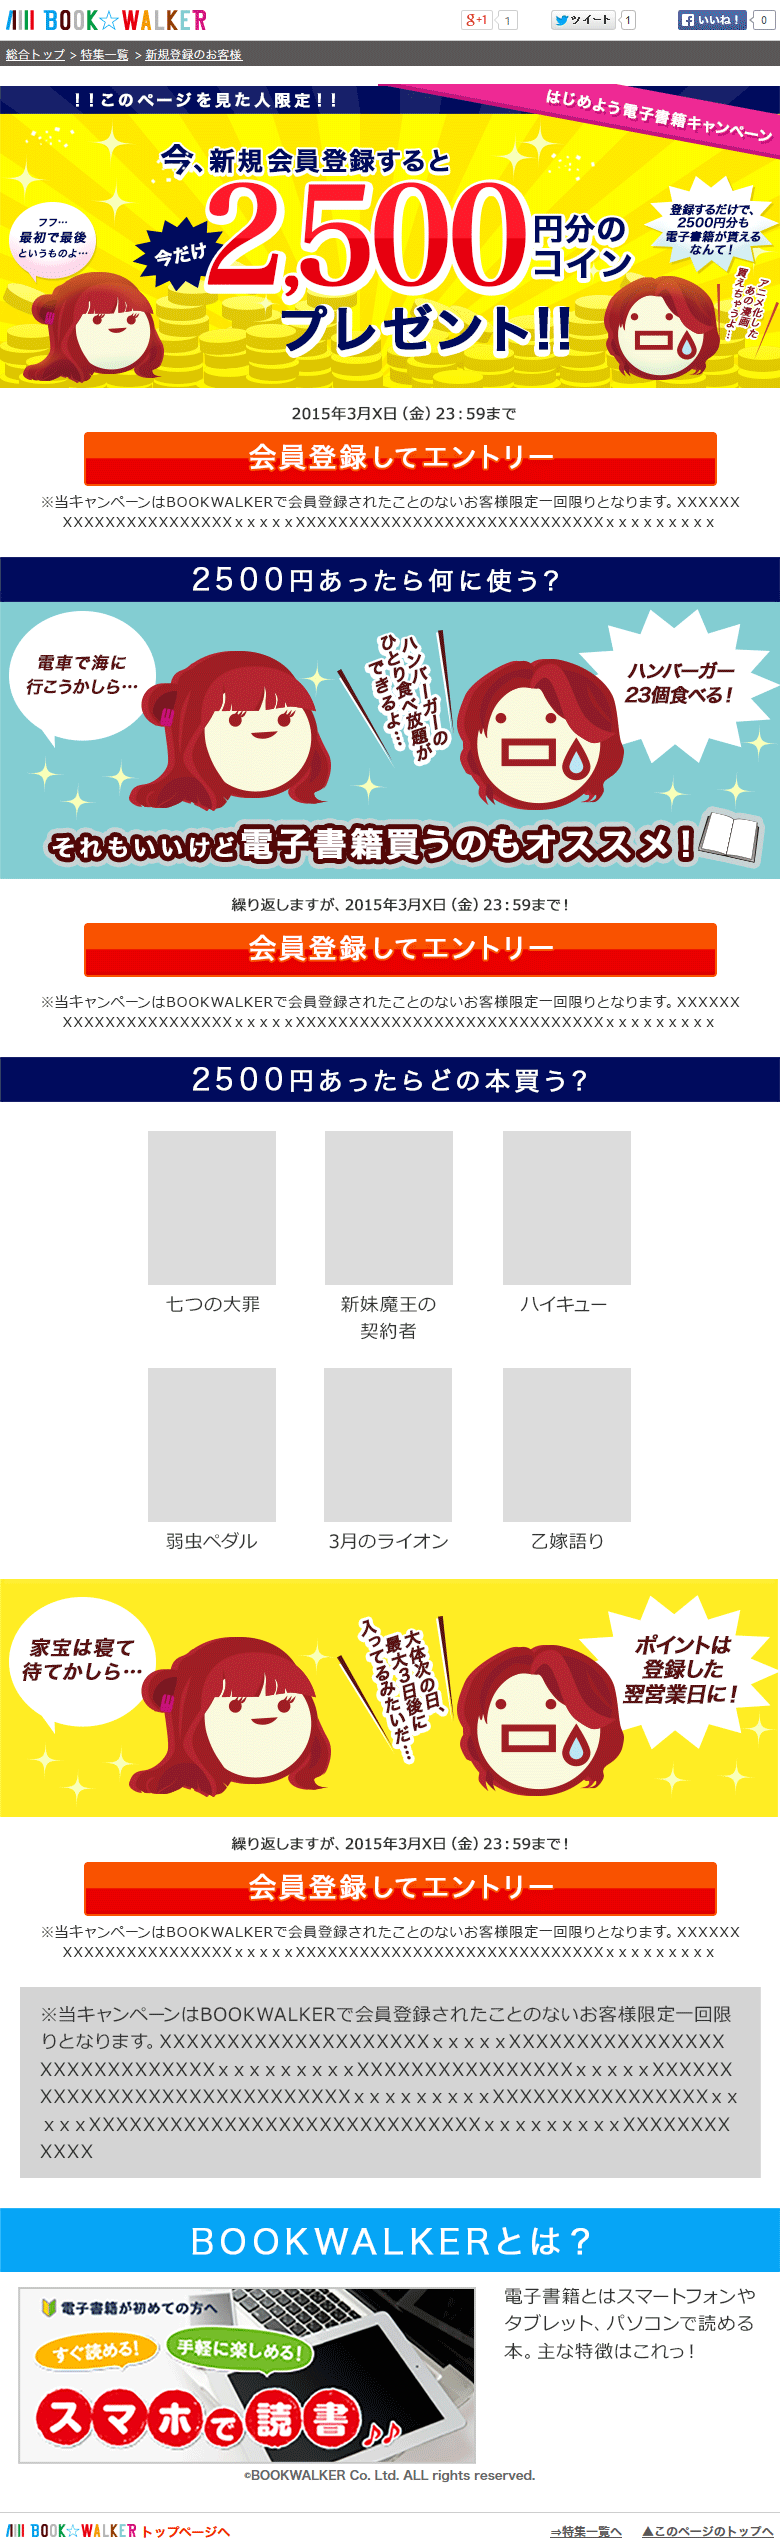 BOOK☆WALKER
g+1 1 ツイート 1 いいね！ 0
総合トップ > 特集一覧 > 新規登録のお客様
!!このページを見た人限定!!
はじめよう電子書籍キャンペーン
今、新規会員登録すると
今だけ
2,500円分の
コイン
プレゼント!!
フフ…
最初で最後
というものよ…
登録するだけで、
2500円分も
電子書籍が貰える
なんて！
アニメ化した
あの漫画
買えちゃうよ…
2015年3月X日（金）23：59まで
会員登録してエントリー
※当キャンペーンはBOOKWALKERで会員登録されたことのないお客様限定一回限りとなります。XXXXXX
XXXXXXXXXXXXXXXXｘｘｘｘｘXXXXXXXXXXXXXXXXXXXXXXXXXXXXXｘｘｘｘｘｘｘｘｘ
2500円あったら何に使う？
電車で海に
行こうかしら…
ハンバーガーの
ひとり食べ放題が
できるよ…
ハンバーガー
23個食べる！
それもいいけど電子書籍買うのもオススメ！
繰り返しますが、2015年3月X日（金）23：59まで！
会員登録してエントリー
※当キャンペーンはBOOKWALKERで会員登録されたことのないお客様限定一回限りとなります。XXXXXX
XXXXXXXXXXXXXXXXｘｘｘｘｘXXXXXXXXXXXXXXXXXXXXXXXXXXXXXｘｘｘｘｘｘｘｘｘ
2500円あったらどの本買う？
七つの大罪
新妹魔王の
契約者
ハイキュー
弱虫ペダル
3月のライオン
乙嫁語り
家宝は寝て
待てかしら…
大体次の日、
最大3日後に
入ってるみたいだ…
ポイントは
登録した
翌営業日に！
繰り返しますが、2015年3月X日（金）23：59まで！
会員登録してエントリー
※当キャンペーンはBOOKWALKERで会員登録されたことのないお客様限定一回限りとなります。XXXXXX
XXXXXXXXXXXXXXXXｘｘｘｘｘXXXXXXXXXXXXXXXXXXXXXXXXXXXXXｘｘｘｘｘｘｘｘｘ
※当キャンペーンはBOOKWALKERで会員登録されたことのないお客様限定一回限
りとなります。XXXXXXXXXXXXXXXXXXXXｘｘｘｘｘXXXXXXXXXXXXXXXX
XXXXXXXXXXXXXｘｘｘｘｘｘｘｘｘXXXXXXXXXXXXXXXXｘｘｘｘｘXXXXXX
XXXXXXXXXXXXXXXXXXXXXXXｘｘｘｘｘｘｘｘｘXXXXXXXXXXXXXXXXｘｘ
ｘｘｘXXXXXXXXXXXXXXXXXXXXXXXXXXXXXｘｘｘｘｘｘｘｘｘXXXXXXXX
XXXX
BOOKWALKERとは？
電子書籍が初めての方へ
すぐ読める！
手軽に楽しめる！
スマホで読書♪♪
電子書籍とはスマートフォンや
タブレット、パソコンで読める
本。主な特徴はこれっ！
©BOOKWALKER Co. Ltd. ALL rights reserved.
BOOK☆WALKER トップページへ
⇒特集一覧へ ▲このページのトップへ